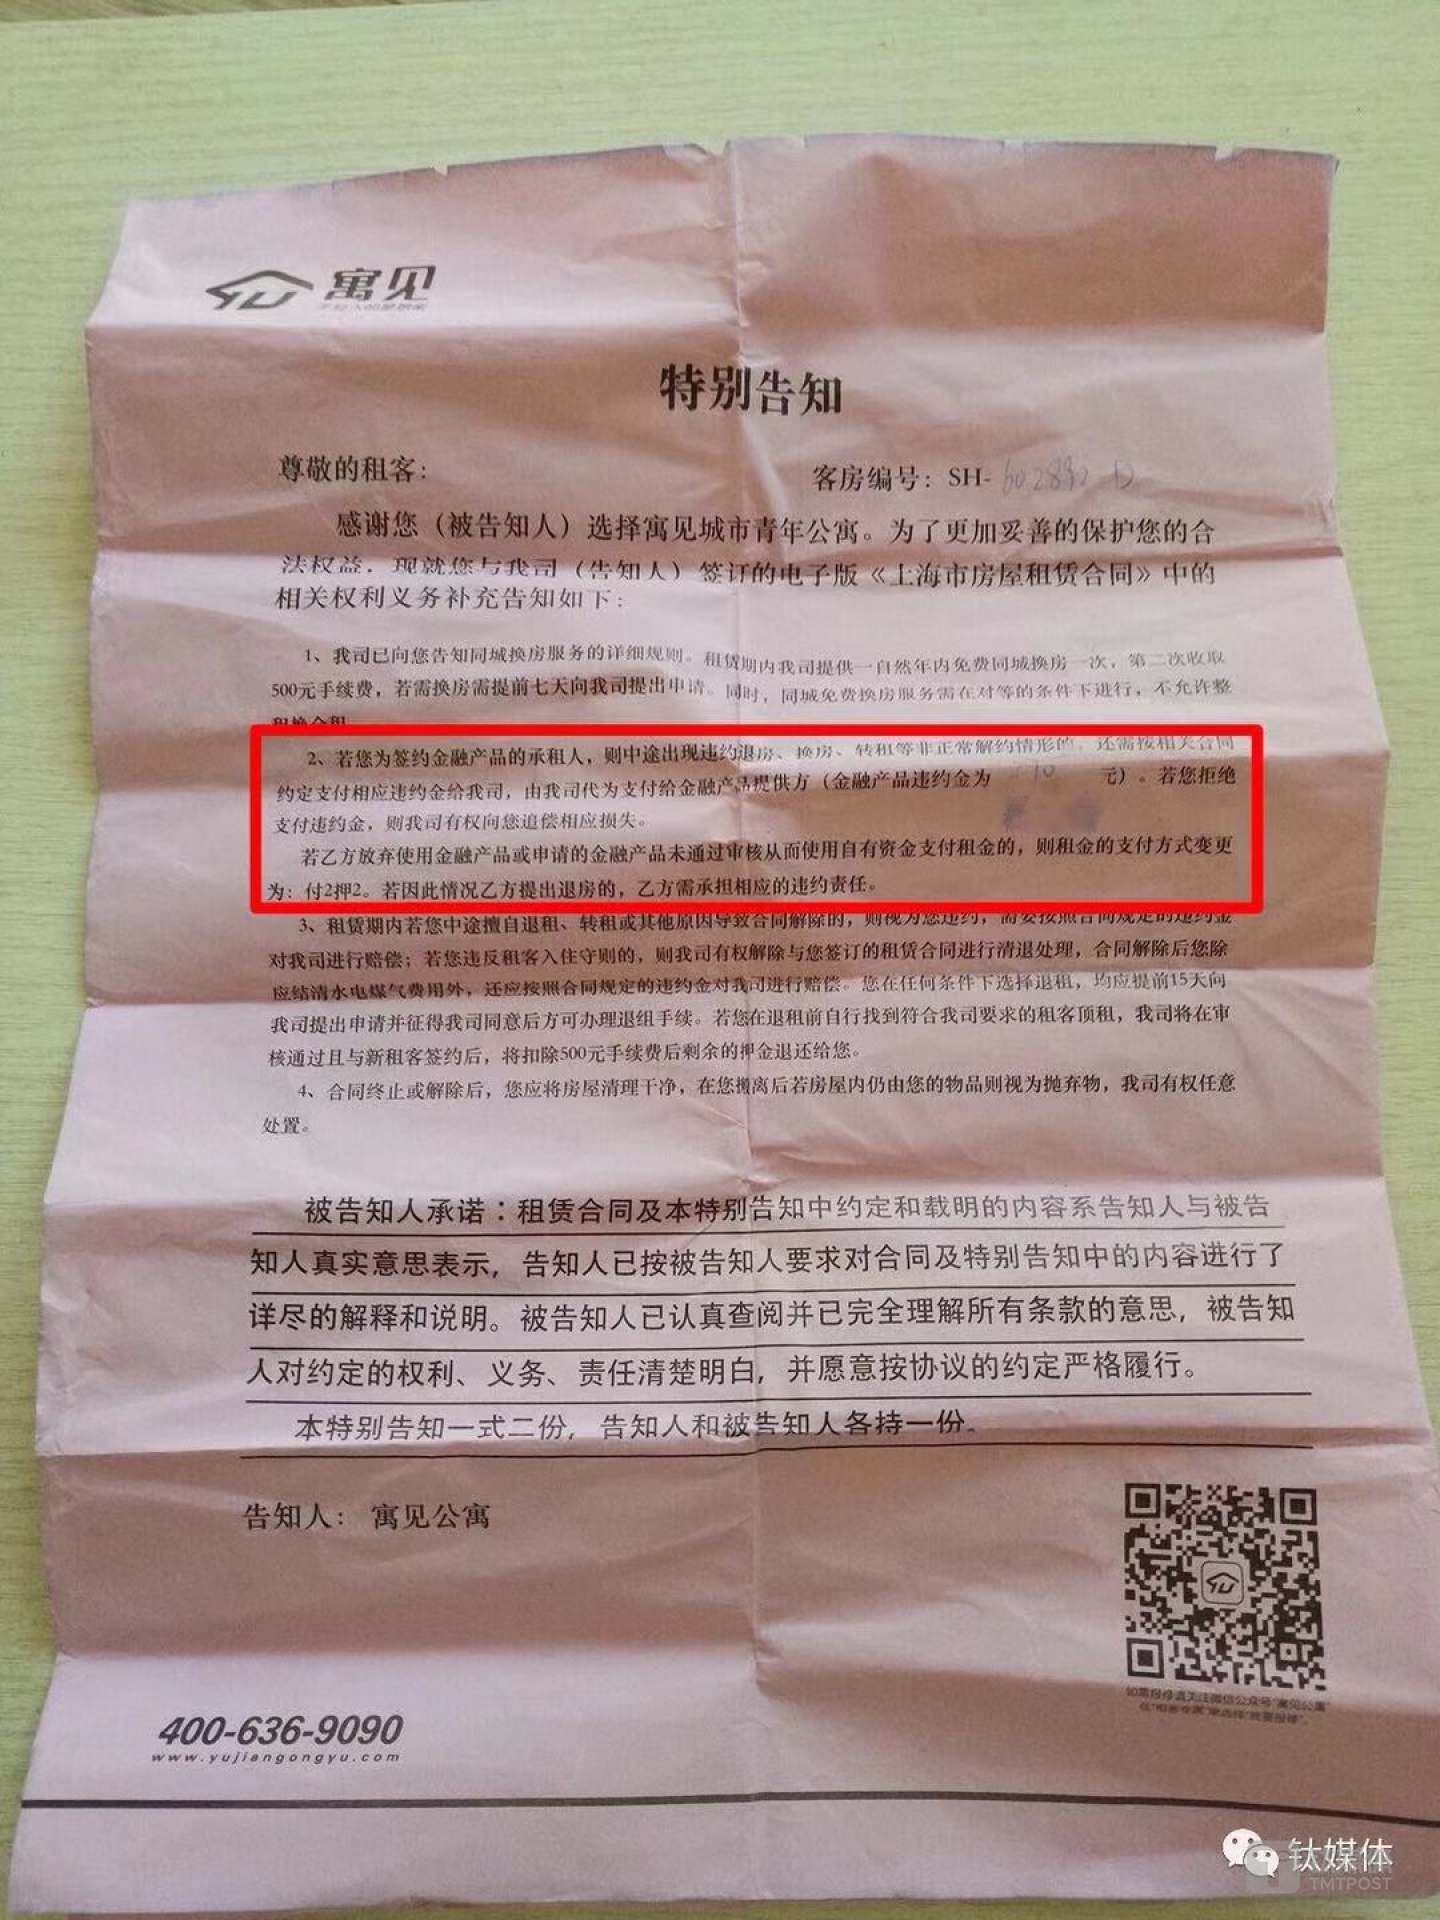 寓见
特别告知
尊敬的租客：
客房编号：SH-
感谢您（被告知人）选择寓见城市青年公寓。为了更加妥善的保护您的合
法权益，现就您与我司（告知人）签订的电子版《上海市房屋租赁合同》中的
相关权利义务补充告知如下：
1、我司已向您告知同城换房服务的详细规则。租赁期内我司提供一自然年内免费同城换房一次，第二次收取
500元手续费，若需换房需提前七天向我司提出申请。同时，同城免费换房服务需在对等的条件下进行，不允许整
租换合租
2、若您为签约金融产品的承租人，则中途出现违约退房、换房、转租等非正常解约情形的，还需按相关合同
约定支付相应违约金给我司，由我司代为支付给金融产品提供方（金融产品违约金为 元）。若您拒绝
支付违约金，则我司有权向您追偿相应损失。
若乙方放弃使用金融产品或申请的金融产品未通过审核从而使用自有资金支付租金的，则租金的支付方式变更
为：付2押2。若因此情况乙方提出退房的，乙方需承担相应的违约责任。
3、租赁期内若您中途擅自退租、转租或其他原因导致合同解除的，则视为您违约，需要按照合同规定的违约金
对我司进行赔偿；若您违反租客入住守则的，则我司有权解除与您签订的租赁合同进行清退处理，合同解除后您除
应结清水电煤气费用外，还应按照合同规定的违约金对我司进行赔偿。您在任何条件下选择退租，均应提前15天向
我司提出申请并征得我司同意后方可办理退组手续。若您在退租前自行找到符合我司要求的租客顶租，我司将在审
核通过且与新租客签约后，将扣除500元手续费后剩余的押金退还给您。
4、合同终止或解除后，您应将房屋清理干净，在您搬离后若房屋内仍由您的物品则视为抛弃物，我司有权任意
处置。
被告知人承诺：租赁合同及本特别告知中约定和载明的内容系告知人与被告
知人真实意思表示，告知人已按被告知人要求对合同及特别告知中的内容进行了
详尽的解释和说明。被告知人已认真查阅并已完全理解所有条款的意思，被告知
人对约定的权利、义务、责任清楚明白，并愿意按协议的约定严格履行。
本特别告知一式二份，告知人和被告知人各持一份。
告知人：寓见公寓
如需报修请关注微信公众号"寓见公寓"
400-636-9090
www.yujiangongyu.com
钛媒体
TMTPOST